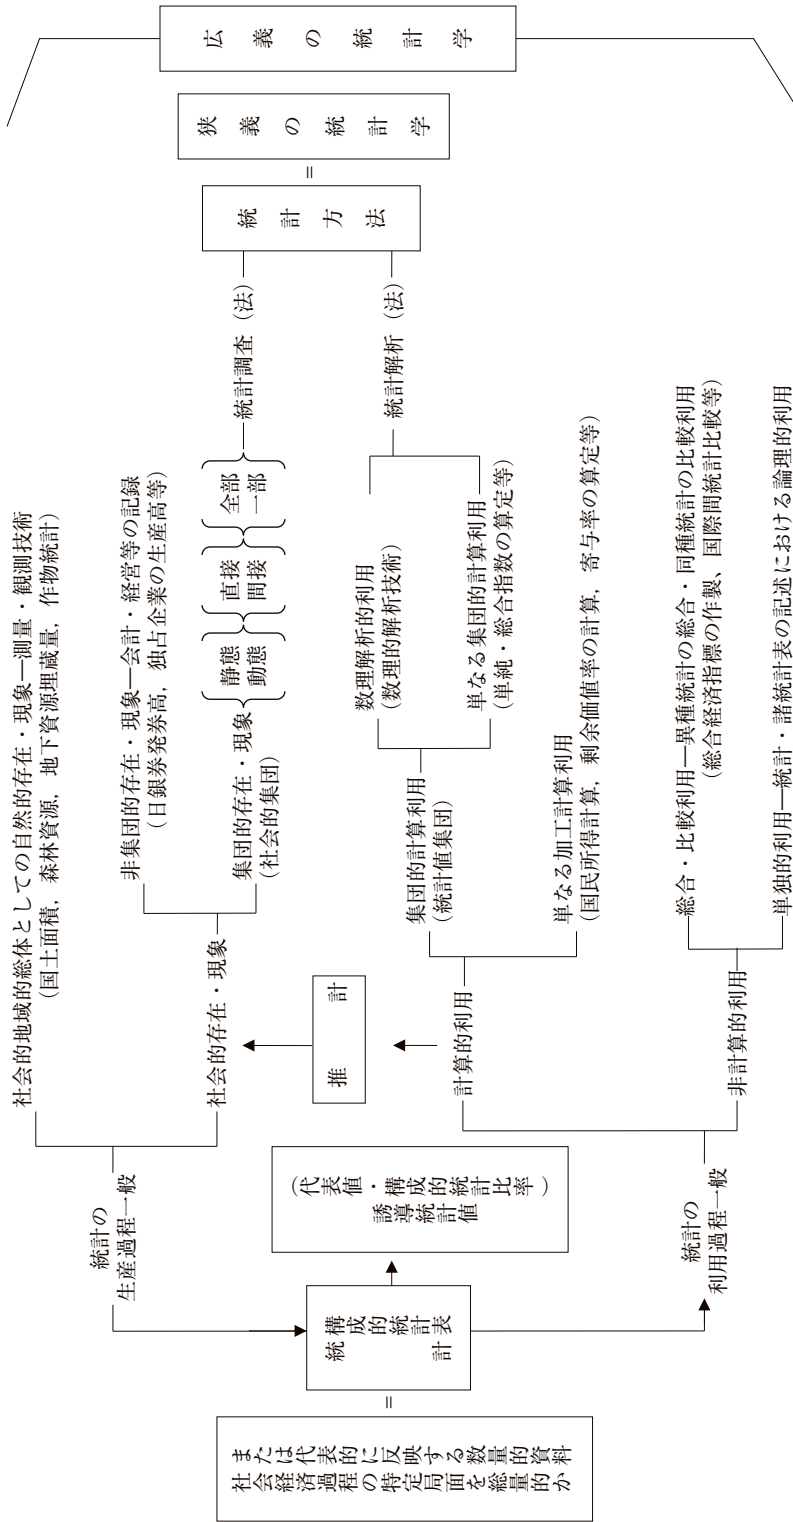 社会経済過程の特定局面を総量的か
または代表的に反映する数量的資料
=
統計
構成的統計表
誘導統計値
(代表値・構成的統計比率)
統計の
生産過程一般
社会的地域的総体としての自然的存在・現象―測量・観測技術
(国土面積，森林資源，地下資源埋蔵量，作物統計)
社会的存在・現象
非集団的存在・現象―会計・経営等の記録
(日銀券発券高，独占企業の生産高等)
集団的存在・現象
(社会的集団)
静態
動態
直接
間接
全部
一部
統計調査 (法)
推計
統計の
利用過程一般
計算的利用
集団的計算利用
(統計値集団)
数理解析的利用
(数理的解析技術)
単なる集団的計算利用
(単純・総合指数の算定等)
統計解析 (法)
単なる加工計算利用
(国民所得計算，剰余価値率の計算，寄与率の算定等)
非計算的利用
総合・比較利用―異種統計の総合・同種統計の比較利用
(総合経済指標の作製、国際間統計比較等)
単独的利用―統計・諸統計表の記述における論理的利用
統計方法
=
狭義の統計学
広義の統計学